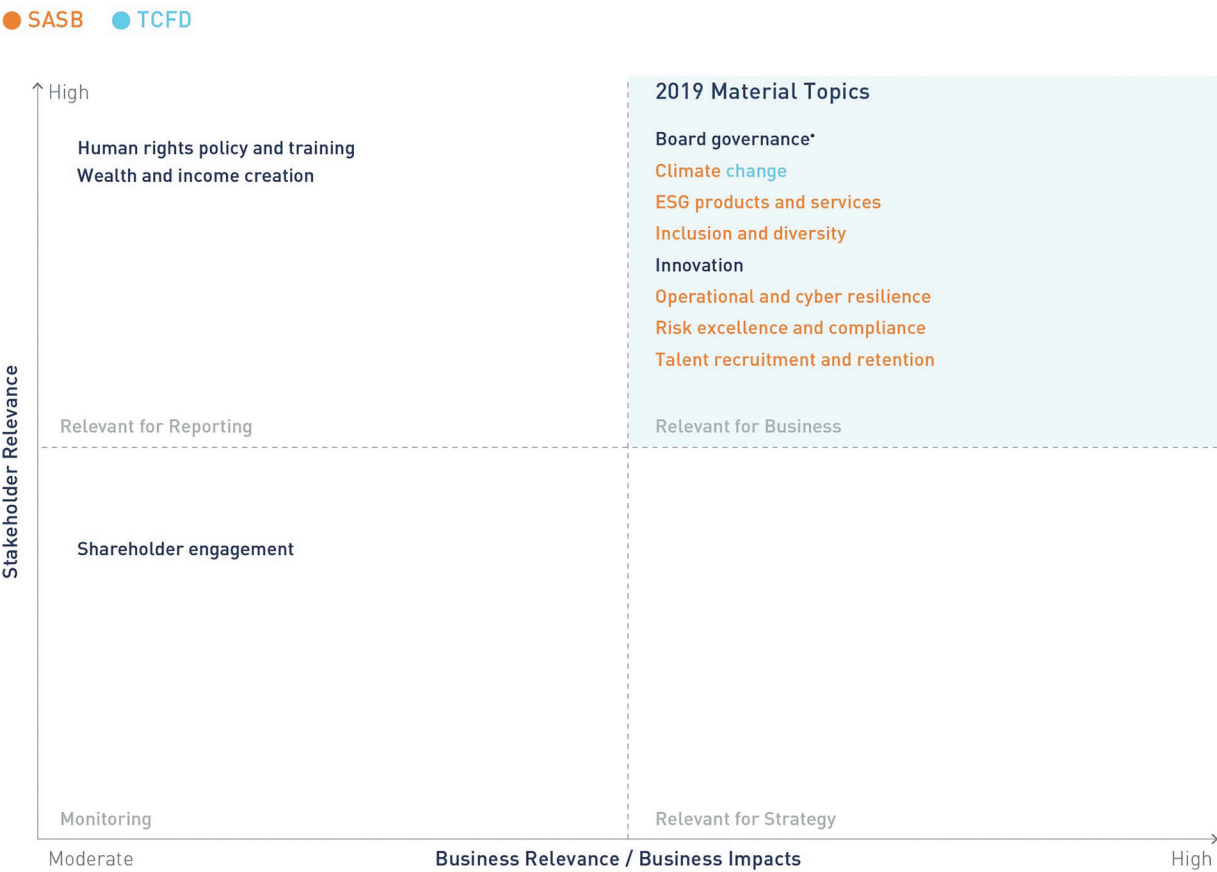 SASB TCFD
High
2019 Material Topics
Human rights policy and training
Wealth and income creation
Board governance•
Climate change
ESG products and services
Inclusion and diversity
Innovation
Operational and cyber resilience
Risk excellence and compliance
Talent recruitment and retention
Relevant for Reporting
Relevant for Business
Stakeholder Relevance
Shareholder engagement
Monitoring
Relevant for Strategy
Moderate
Business Relevance / Business Impacts
High